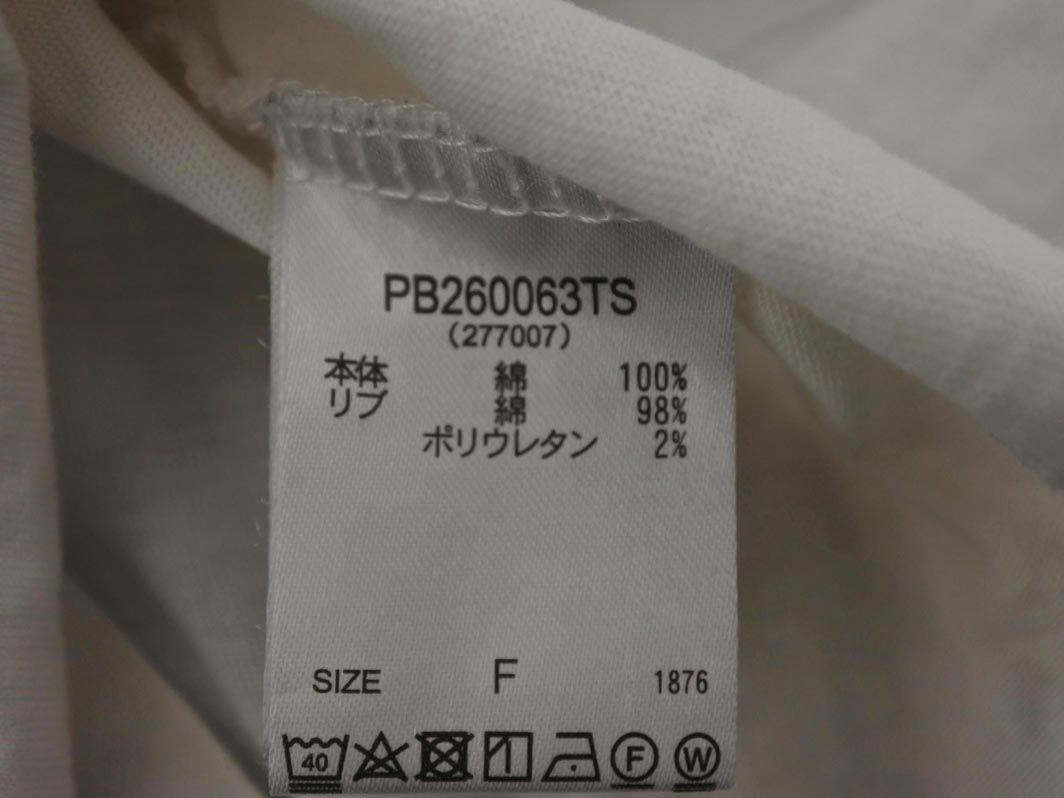 PB260063TS
(277007)
本体 綿 100%
リブ 綿 98%
ポリウレタン 2%
SIZE F 1876
40 F W